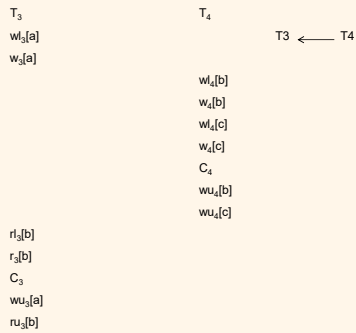 T₃ T₄
wl₃[a] T3 ← T4
w₃[a]
wl₄[b]
w₄[b]
wl₄[c]
w₄[c]
C₄
wu₄[b]
wu₄[c]
rl₃[b]
r₃[b]
C₃
wu₃[a]
ru₃[b]